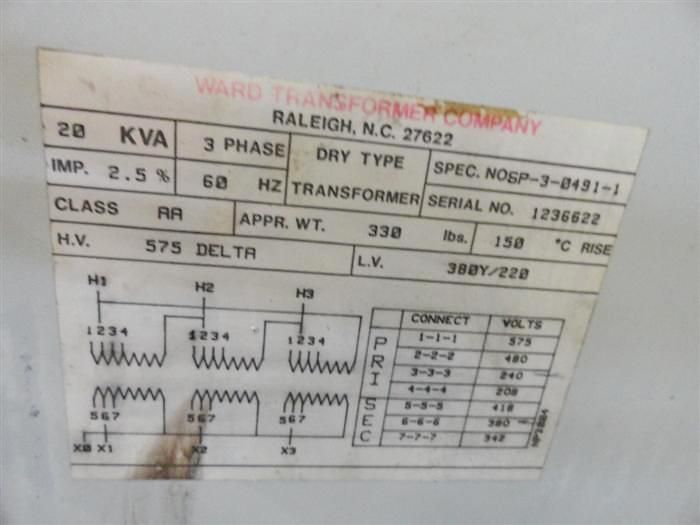 WARD TRANSFORMER COMPANY
RALEIGH, N.C. 27622
20 KVA 3 PHASE DRY TYPE SPEC. NO SP-3-0491-1
IMP. 2.5 % 60 HZ TRANSFORMER SERIAL NO. 1236622
CLASS AA APPR. WT. 330 lbs. 150 °C RISE
H.V. 575 DELTA L.V. 380Y/220
H1 H2 H3
1234 1234 1234
567 567 567
X0 X1 X2 X3
CONNECT VOLTS
PRI
1-1-1 575
2-2-2 480
3-3-3 240
4-4-4 208
SEC
5-5-5 418
6-6-6 380
7-7-7 342